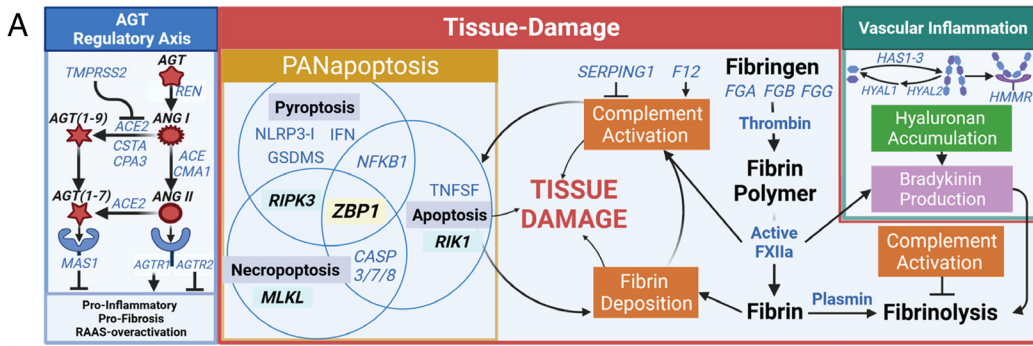 A
AGT
Regulatory Axis
TMPRSS2
AGT
REN
AGT(1-9)
ACE2
ANG I
CSTA
CPA3
ACE
CMA1
AGT(1-7)
ACE2
ANG II
MAS1
AGTR1
AGTR2
Pro-Inflammatory
Pro-Fibrosis
RAAS-overactivation
Tissue-Damage
PANapoptosis
Pyroptosis
NLRP3-I IFN
GSDMS
NFKB1
RIPK3
ZBP1
TNFSF
Apoptosis
RIK1
Necropoptosis
MLKL
CASP
3/7/8
SERPING1
F12
Complement
Activation
TISSUE
DAMAGE
Fibrin
Deposition
Fibringen
FGA FGB FGG
Thrombin
Fibrin
Polymer
Active
FXIIa
Fibrin
Plasmin
Fibrinolysis
Complement
Activation
Vascular Inflammation
HAS1-3
HYAL1
HYAL2
HMMR
Hyaluronan
Accumulation
Bradykinin
Production